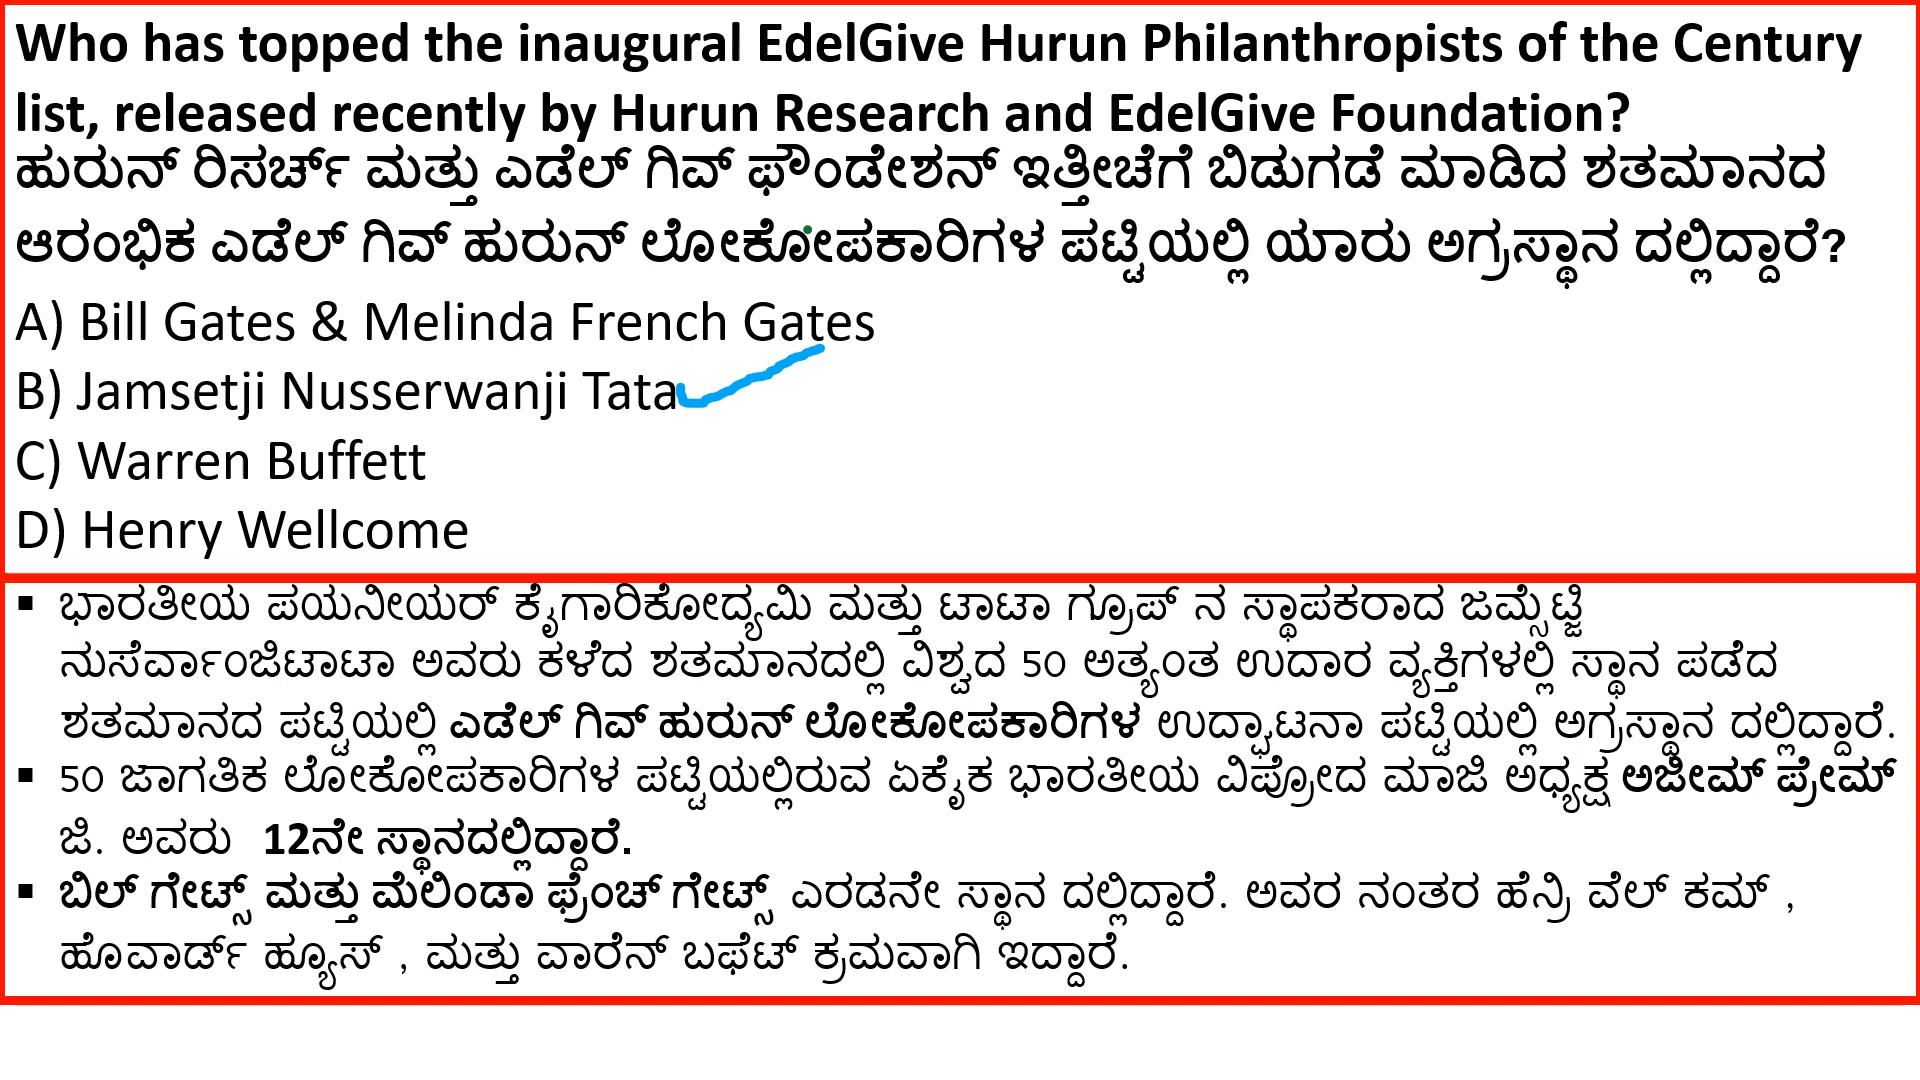 Who has topped the inaugural EdelGive Hurun Philanthropists of the Century
list, released recently by Hurun Research and EdelGive Foundation?
ಹುರುನ್ ರಿಸರ್ಚ್ ಮತ್ತು ಎಡೆಲ್ ಗಿವ್ ಫೌಂಡೇಶನ್ ಇತ್ತೀಚೆಗೆ ಬಿಡುಗಡೆ ಮಾಡಿದ ಶತಮಾನದ
ಆರಂಭಿಕ ಎಡೆಲ್ ಗಿವ್ ಹುರುನ್ ಲೋಕೋಪಕಾರಿಗಳ ಪಟ್ಟಿಯಲ್ಲಿ ಯಾರು ಅಗ್ರಸ್ಥಾನ ದಲ್ಲಿದ್ದಾರೆ?
A) Bill Gates & Melinda French Gates
B) Jamsetji Nusserwanji Tata
C) Warren Buffett
D) Henry Wellcome
▪ ಭಾರತೀಯ ಪಯನೀಯರ್ ಕೈಗಾರಿಕೋದ್ಯಮಿ ಮತ್ತು ಟಾಟಾ ಗ್ರೂಪ್ ನ ಸ್ಥಾಪಕರಾದ ಜಮ್ಸೆಟ್ಜಿ
ನುಸೆರ್ವಾಂಜಿಟಾಟಾ ಅವರು ಕಳೆದ ಶತಮಾನದಲ್ಲಿ ವಿಶ್ವದ 50 ಅತ್ಯಂತ ಉದಾರ ವ್ಯಕ್ತಿಗಳಲ್ಲಿ ಸ್ಥಾನ ಪಡೆದ
ಶತಮಾನದ ಪಟ್ಟಿಯಲ್ಲಿ ಎಡೆಲ್ ಗಿವ್ ಹುರುನ್ ಲೋಕೋಪಕಾರಿಗಳ ಉದ್ಘಾಟನಾ ಪಟ್ಟಿಯಲ್ಲಿ ಅಗ್ರಸ್ಥಾನ ದಲ್ಲಿದ್ದಾರೆ.
▪ 50 ಜಾಗತಿಕ ಲೋಕೋಪಕಾರಿಗಳ ಪಟ್ಟಿಯಲ್ಲಿರುವ ಏಕೈಕ ಭಾರತೀಯ ವಿಪ್ರೋದ ಮಾಜಿ ಅಧ್ಯಕ್ಷ ಅಜೀಮ್ ಪ್ರೇಮ್
ಜಿ. ಅವರು 12ನೇ ಸ್ಥಾನದಲ್ಲಿದ್ದಾರೆ.
▪ ಬಿಲ್ ಗೇಟ್ಸ್ ಮತ್ತು ಮೆಲಿಂಡಾ ಫ್ರೆಂಚ್ ಗೇಟ್ಸ್ ಎರಡನೇ ಸ್ಥಾನ ದಲ್ಲಿದ್ದಾರೆ. ಅವರ ನಂತರ ಹೆನ್ರಿ ವೆಲ್ ಕಮ್ ,
ಹೊವಾರ್ಡ್ ಹ್ಯೂಸ್ , ಮತ್ತು ವಾರೆನ್ ಬಫೆಟ್ ಕ್ರಮವಾಗಿ ಇದ್ದಾರೆ.